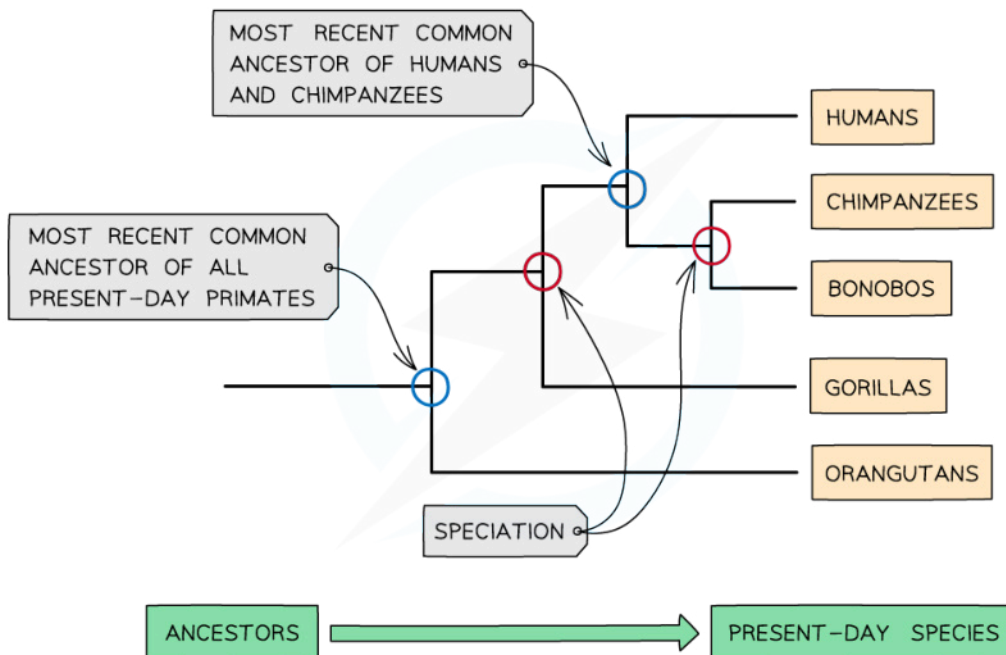 MOST RECENT COMMON
ANCESTOR OF HUMANS
AND CHIMPANZEES
HUMANS
CHIMPANZEES
MOST RECENT COMMON
ANCESTOR OF ALL
PRESENT-DAY PRIMATES
BONOBOS
GORILLAS
ORANGUTANS
SPECIATION
ANCESTORS
PRESENT-DAY SPECIES